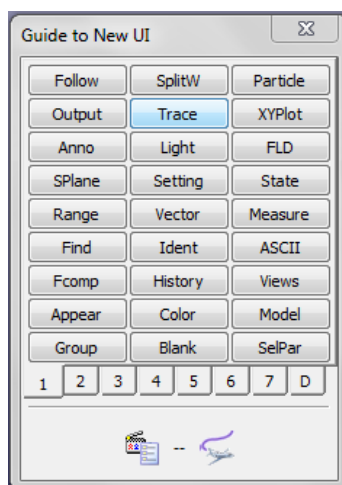 Guide to New UI
Follow SplitW Particle
Output Trace XYPlot
Anno Light FLD
SPlane Setting State
Range Vector Measure
Find Ident ASCII
Fcomp History Views
Appear Color Model
Group Blank SelPar
1 2 3 4 5 6 7 D
--